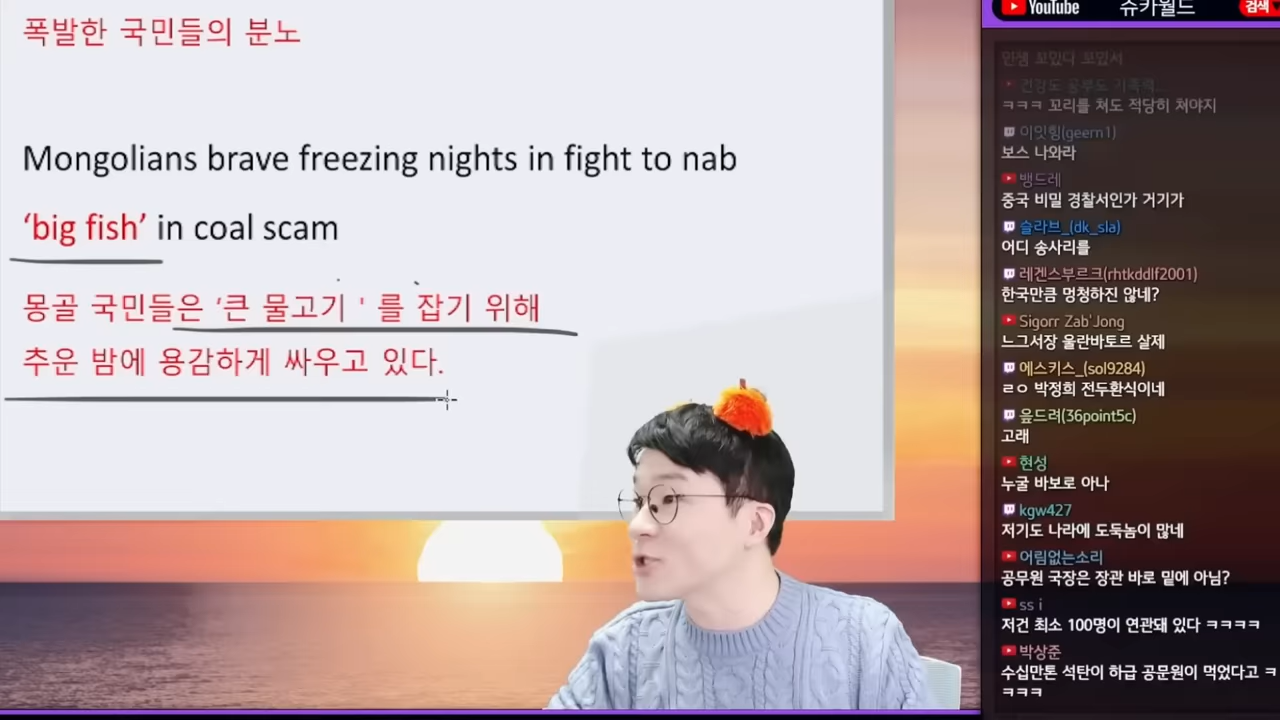 폭발한 국민들의 분노
Mongolians brave freezing nights in fight to nab
‘big fish’ in coal scam
몽골 국민들은 ‘큰 물고기 ' 를 잡기 위해
추운 밤에 용감하게 싸우고 있다.
YouTube 슈카월드 검색
ㅋㅋㅋ 꼬리를 쳐도 적당히 쳐야지
이잇힝(geern1)
보스 나와라
뱅드레
중국 비밀 경찰서인가 거기가
슬라브_(dk_sla)
어디 송사리를
레겐스부르크(rhtkddlf2001)
한국만큼 멍청하진 않네?
Sigorr Zab'Jong
느그서장 울란바토르 살제
에스키스_(sol9284)
ㄹㅇ 박정희 전두환식이네
읖드려(36point5c)
고래
현성
누굴 바보로 아나
kgw427
저기도 나라에 도둑놈이 많네
어림없는소리
공무원 국장은 장관 바로 밑에 아님?
ss i
저건 최소 100명이 연관돼 있다 ㅋㅋㅋㅋ
박상준
수십만톤 석탄이 하급 공문원이 먹었다고 ㅋ
ㅋㅋㅋ